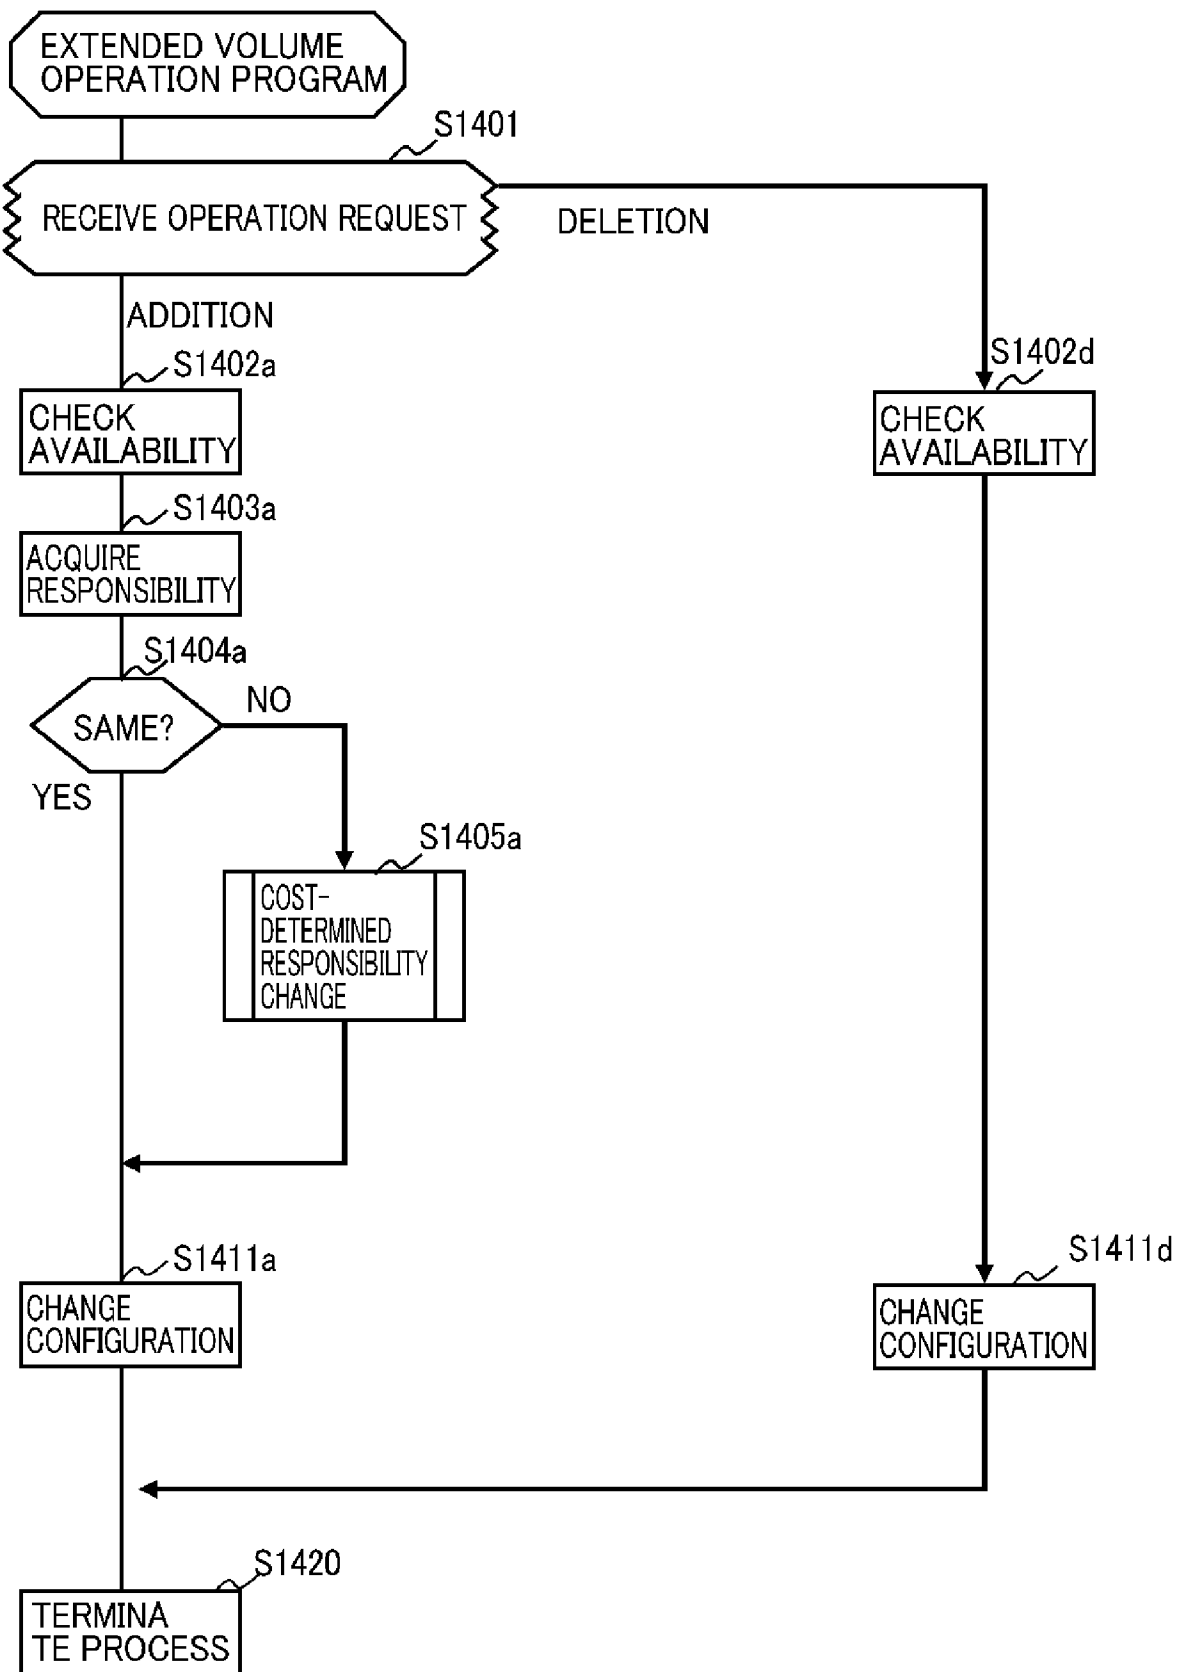 EXTENDED VOLUME
OPERATION PROGRAM
S1401
RECEIVE OPERATION REQUEST
DELETION
ADDITION
S1402a
CHECK
AVAILABILITY
S1402d
CHECK
AVAILABILITY
S1403a
ACQUIRE
RESPONSIBILITY
S1404a
SAME?
NO
YES
S1405a
COST-
DETERMINED
RESPONSIBILITY
CHANGE
S1411a
CHANGE
CONFIGURATION
S1411d
CHANGE
CONFIGURATION
S1420
TERMINA
TE PROCESS